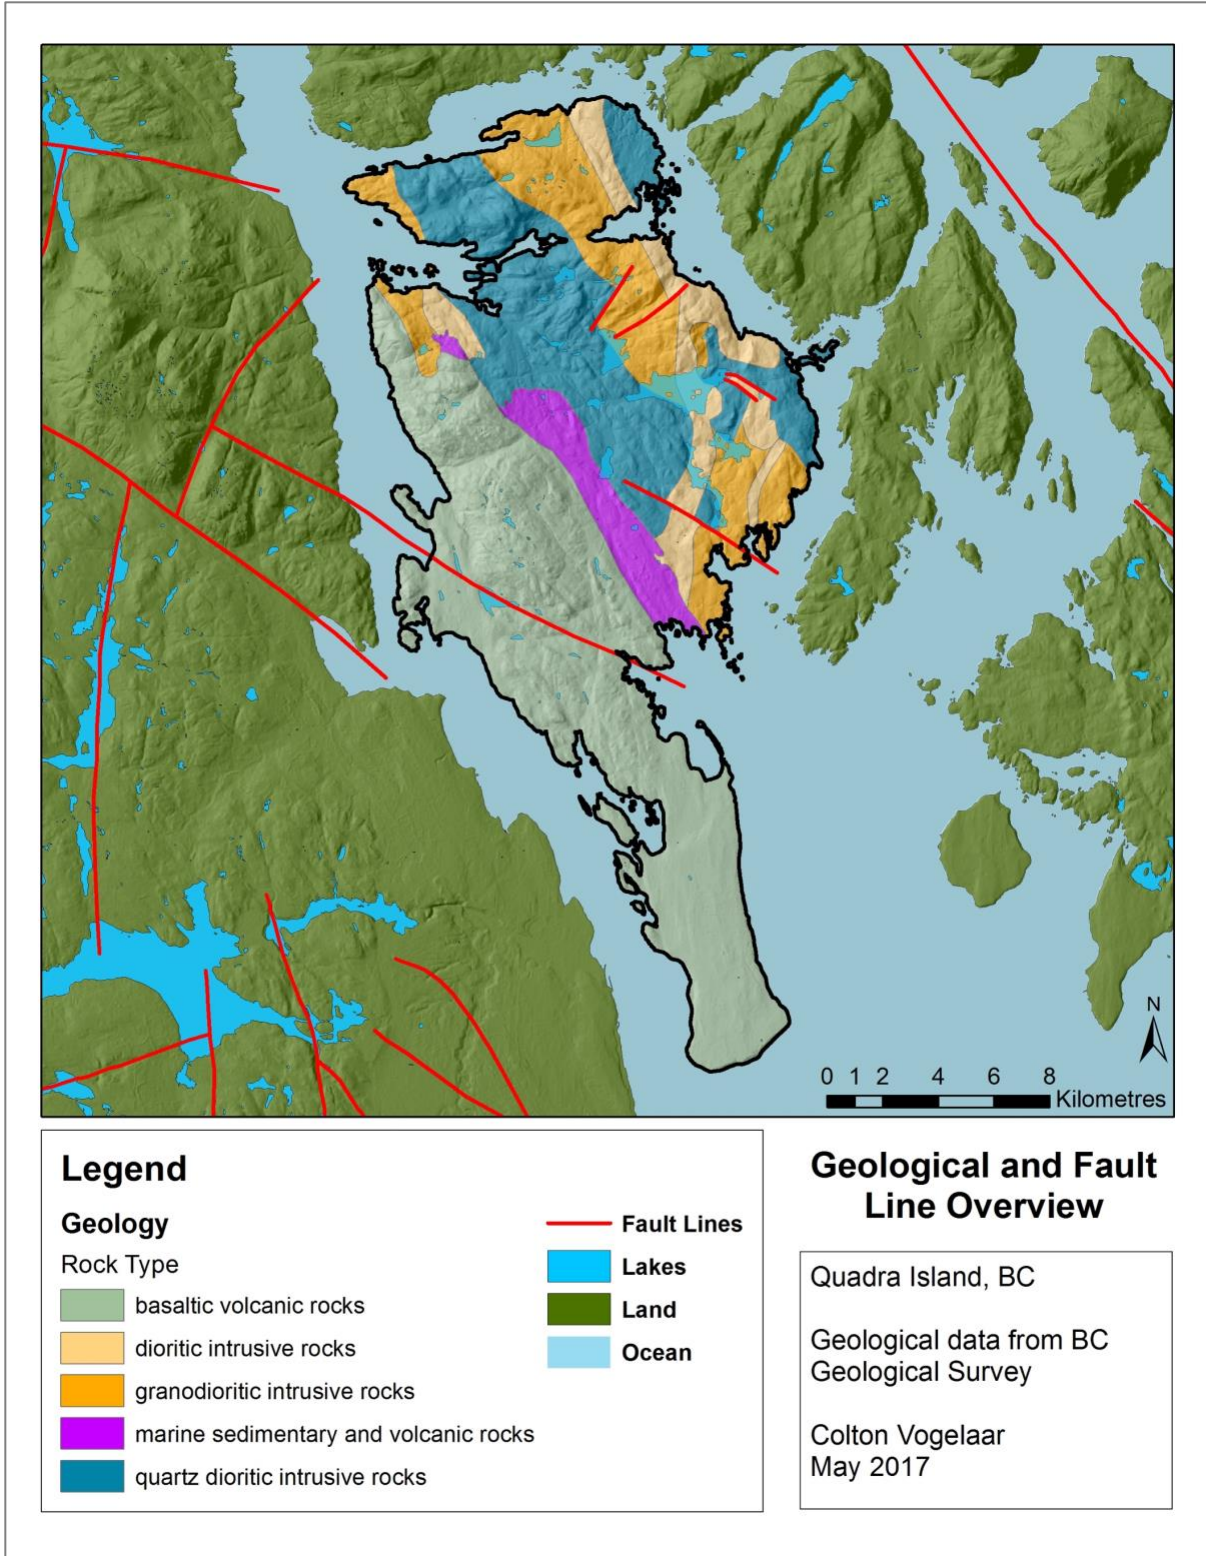 N
0 1 2 4 6 8
Kilometres
Legend
Geology
Rock Type
basaltic volcanic rocks
dioritic intrusive rocks
granodioritic intrusive rocks
marine sedimentary and volcanic rocks
quartz dioritic intrusive rocks
Fault Lines
Lakes
Land
Ocean
Geological and Fault
Line Overview
Quadra Island, BC
Geological data from BC
Geological Survey
Colton Vogelaar
May 2017